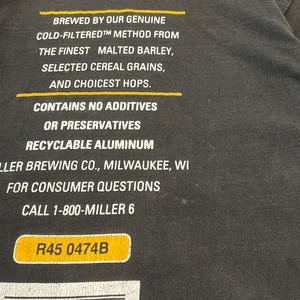 BREWED BY OUR GENUINE
COLD-FILTERED™ METHOD FROM
THE FINEST MALTED BARLEY,
SELECTED CEREAL GRAINS,
AND CHOICEST HOPS.
CONTAINS NO ADDITIVES
OR PRESERVATIVES
RECYCLABLE ALUMINUM
LLER BREWING CO., MILWAUKEE, WI
FOR CONSUMER QUESTIONS
CALL 1-800-MILLER 6
R45 0474B